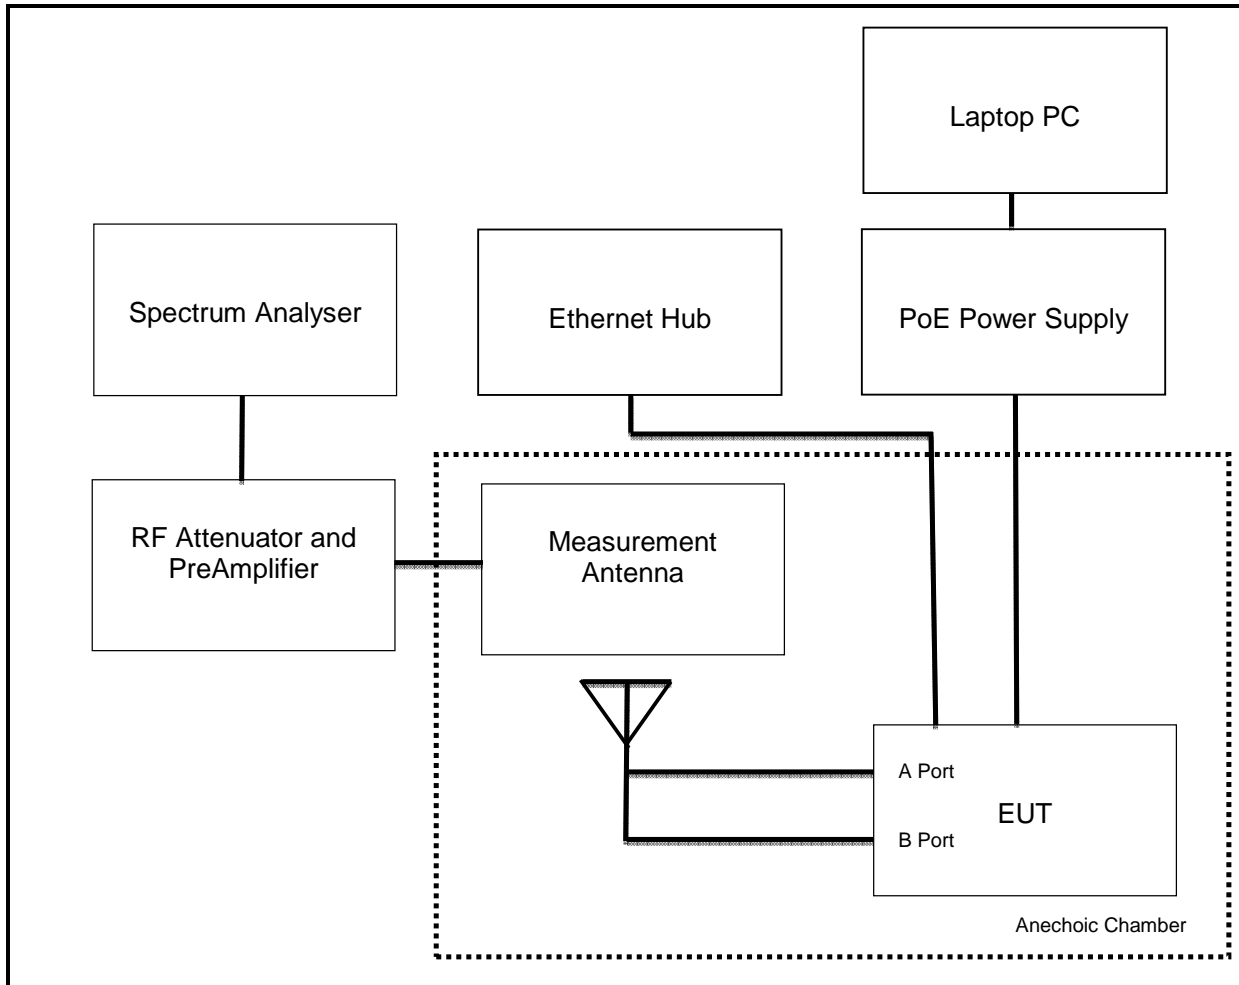 Laptop PC
Spectrum Analyser
Ethernet Hub
PoE Power Supply
RF Attenuator and
PreAmplifier
Measurement
Antenna
A Port
EUT
B Port
Anechoic Chamber